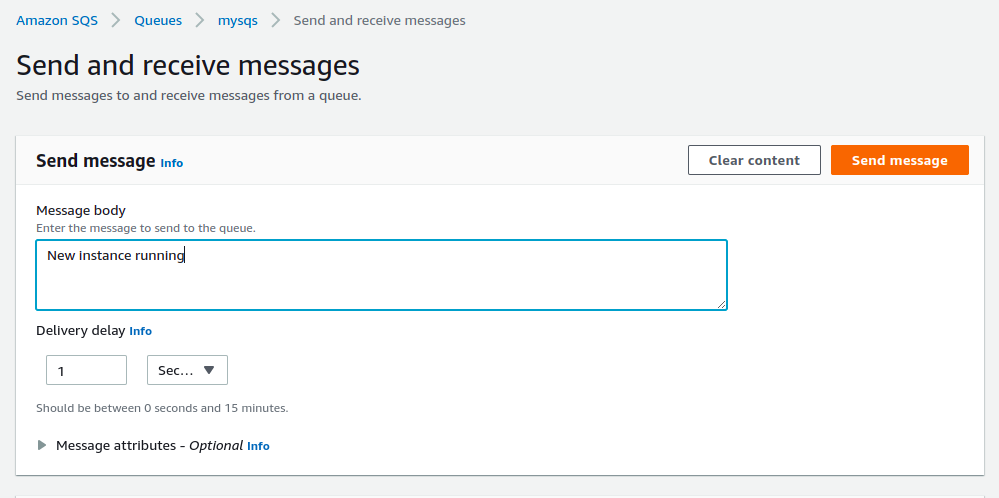 Amazon SQS > Queues > mysqs > Send and receive messages
Send and receive messages
Send messages to and receive messages from a queue.
Send message Info
Clear content
Send message
Message body
Enter the message to send to the queue.
New instance running
Delivery delay Info
1
Sec...
Should be between 0 seconds and 15 minutes.
Message attributes - Optional Info